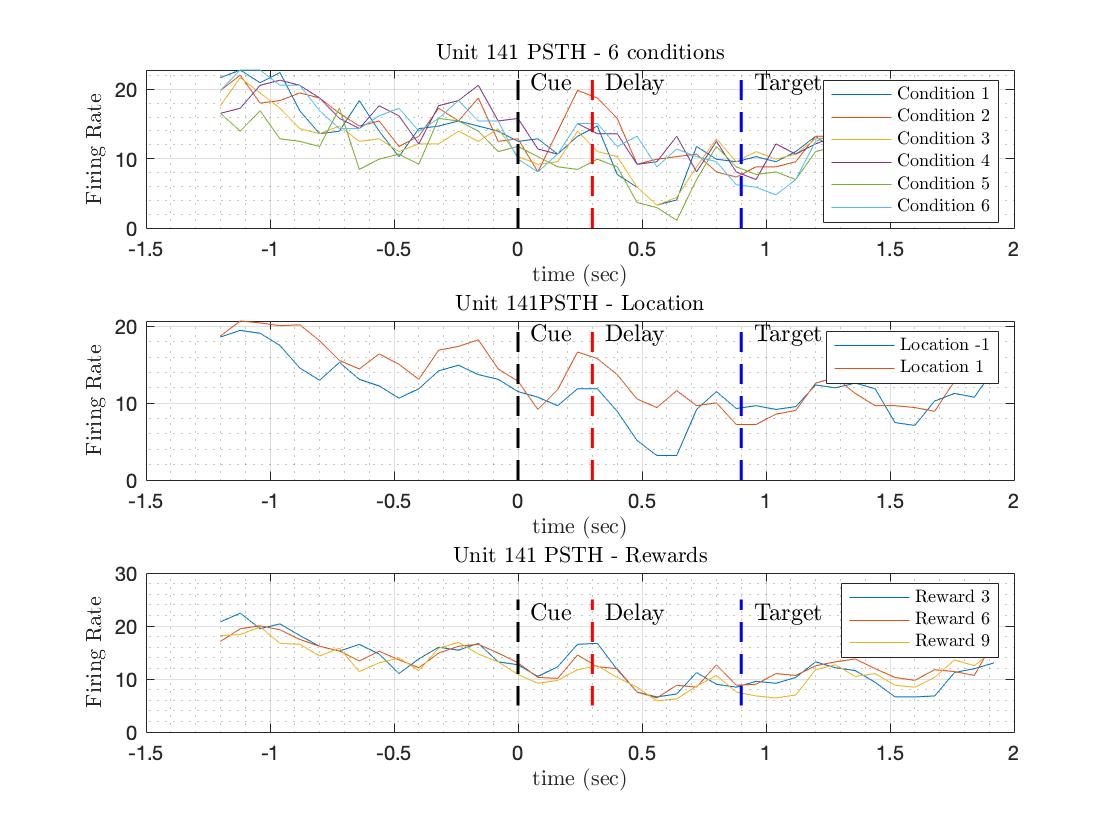 Unit 141 PSTH - 6 conditions
Cue Delay Target
Firing Rate
20
10
0
Condition 1
Condition 2
Condition 3
Condition 4
Condition 5
Condition 6
-1.5 -1 -0.5 0 0.5 1 1.5 2
time (sec)
Unit 141PSTH - Location
Cue Delay Target
Firing Rate
20
10
0
Location -1
Location 1
-1.5 -1 -0.5 0 0.5 1 1.5 2
time (sec)
Unit 141 PSTH - Rewards
Cue Delay Target
Firing Rate
30
20
10
0
Reward 3
Reward 6
Reward 9
-1.5 -1 -0.5 0 0.5 1 1.5 2
time (sec)